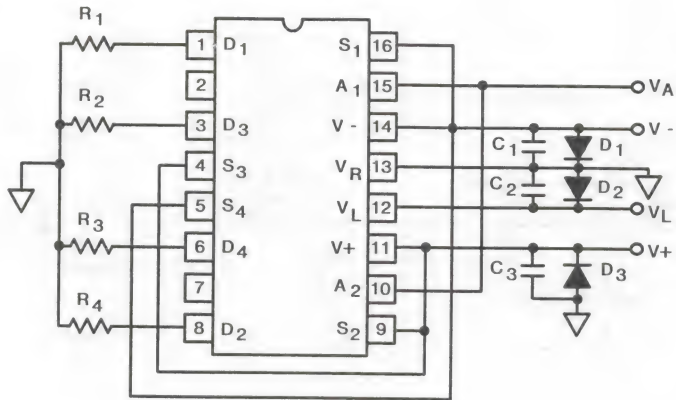 R1
1 D1
S1 16
2
A1 15
VA
R2
3 D3
V - 14
C1
D1
V -
4 S3
VR 13
C2
D2
5 S4
VL 12
VL
R3
6 D4
V+ 11
C3
D3
V+
7
A2 10
R4
8 D2
S2 9